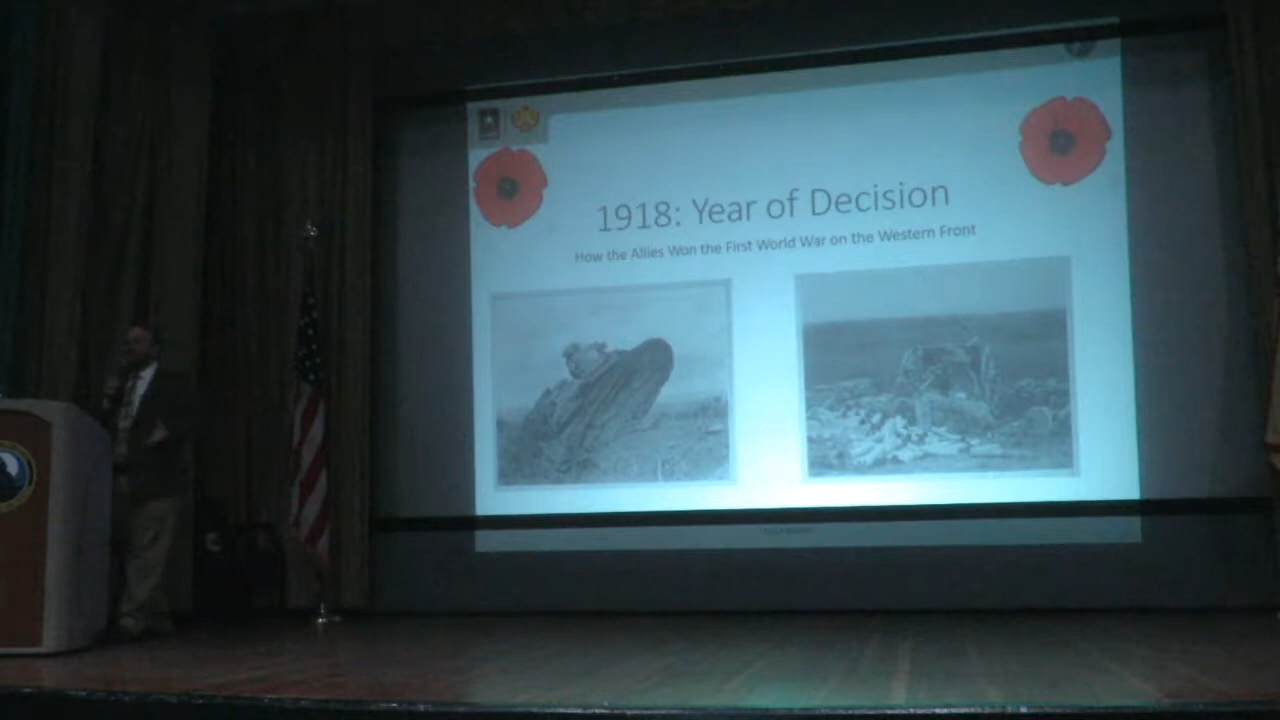 1918: Year of Decision
How the Allies Won the First World War on the Western Front